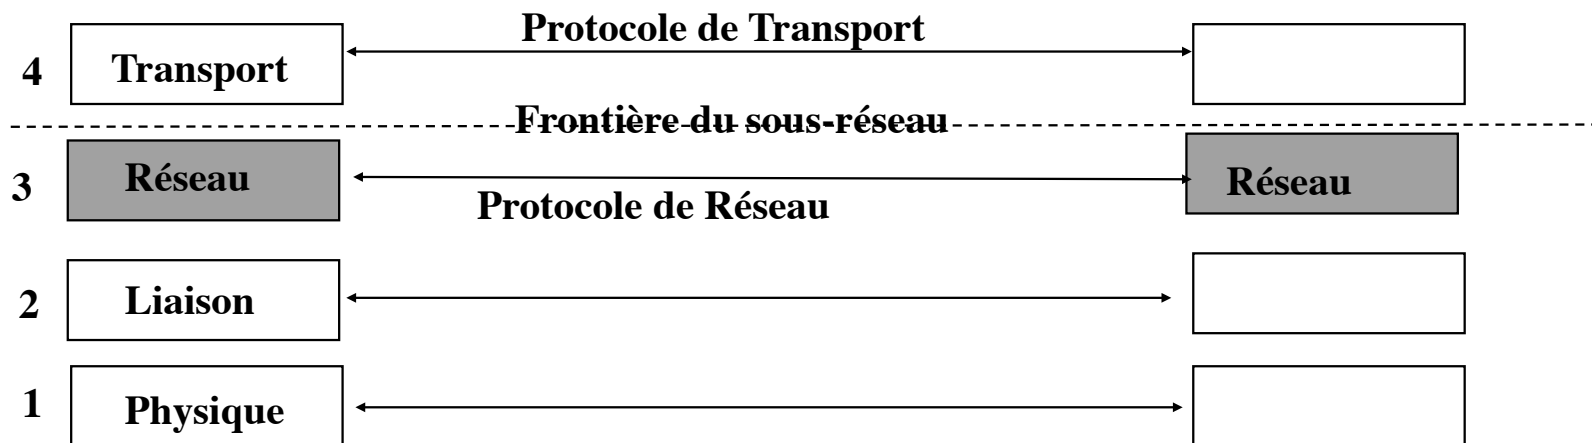 Protocole de Transport
4 Transport
Frontière du sous-réseau
3 Réseau Réseau
Protocole de Réseau
2 Liaison
1 Physique